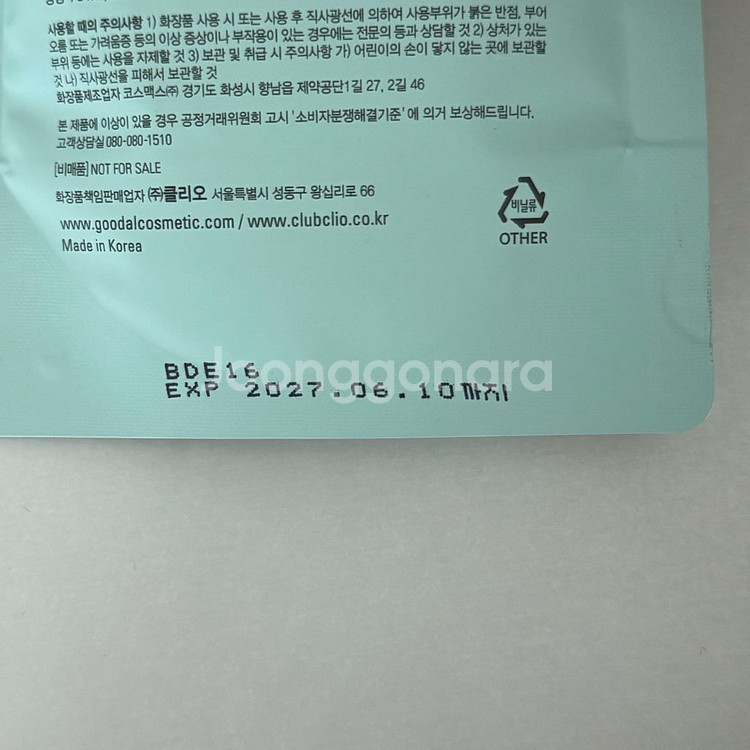 사용할 때의 주의사항 1) 화장품 사용 시 또는 사용 후 직사광선에 의하여 사용부위가 붉은 반점, 부어
오름 또는 가려움증 등의 이상 증상이나 부작용이 있는 경우에는 전문의 등과 상담할 것 2) 상처가 있는
부위 등에는 사용을 자제할 것 3) 보관 및 취급 시 주의사항 가) 어린이의 손이 닿지 않는 곳에 보관할
것 나) 직사광선을 피해서 보관할 것
화장품제조업자 코스맥스㈜ 경기도 화성시 향남읍 제약공단1길 27, 2길 46
본 제품에 이상이 있을 경우 공정거래위원회 고시 '소비자분쟁해결기준' 에 의거 보상해드립니다.
고객상담실 080-080-1510
[비매품] NOT FOR SALE
화장품책임판매업자 ㈜클리오 서울특별시 성동구 왕십리로 66
www.goodalcosmetic.com / www.clubclio.co.kr
Made in Korea
비닐류
OTHER
BDE16
EXP 2027.06.10까지
Joonggonara